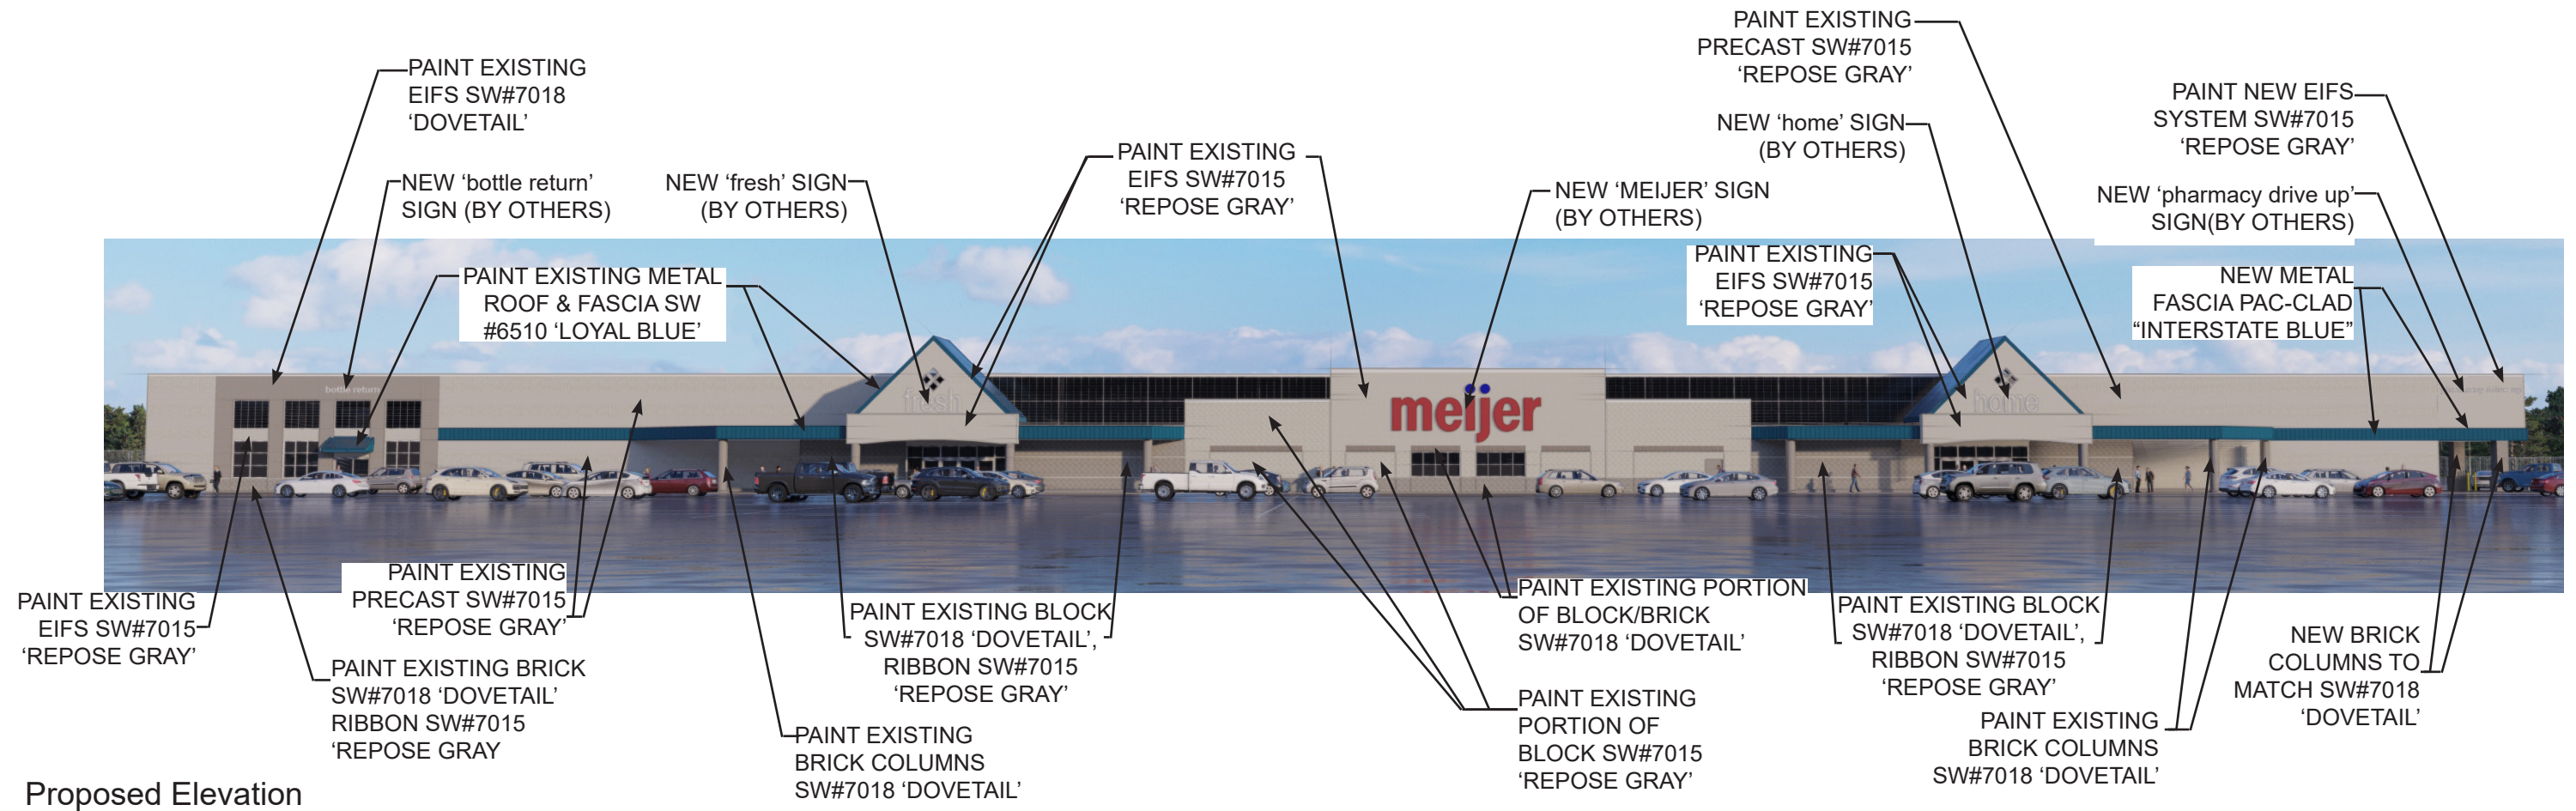 PAINT EXISTING
PRECAST SW#7015
‘REPOSE GRAY’
PAINT EXISTING
EIFS SW#7018
‘DOVETAIL’
PAINT NEW EIFS
SYSTEM SW#7015
‘REPOSE GRAY’
NEW ‘home’ SIGN
(BY OTHERS)
PAINT EXISTING
EIFS SW#7015
‘REPOSE GRAY’
NEW ‘bottle return’
SIGN (BY OTHERS)
NEW ‘fresh’ SIGN
(BY OTHERS)
NEW ‘MEIJER’ SIGN
(BY OTHERS)
NEW ‘pharmacy drive up’
SIGN(BY OTHERS)
PAINT EXISTING METAL
ROOF & FASCIA SW
#6510 ‘LOYAL BLUE’
PAINT EXISTING
EIFS SW#7015
‘REPOSE GRAY’
NEW METAL
FASCIA PAC-CLAD
“INTERSTATE BLUE”
bottle return
fresh
meijer
home
PAINT EXISTING
EIFS SW#7015
‘REPOSE GRAY’
PAINT EXISTING
PRECAST SW#7015
‘REPOSE GRAY’
PAINT EXISTING BRICK
SW#7018 ‘DOVETAIL’
RIBBON SW#7015
‘REPOSE GRAY
PAINT EXISTING BLOCK
SW#7018 ‘DOVETAIL’,
RIBBON SW#7015
‘REPOSE GRAY’
PAINT EXISTING
BRICK COLUMNS
SW#7018 ‘DOVETAIL’
PAINT EXISTING PORTION
OF BLOCK/BRICK
SW#7018 ‘DOVETAIL’
PAINT EXISTING
PORTION OF
BLOCK SW#7015
‘REPOSE GRAY’
PAINT EXISTING BLOCK
SW#7018 ‘DOVETAIL’,
RIBBON SW#7015
‘REPOSE GRAY’
PAINT EXISTING
BRICK COLUMNS
SW#7018 ‘DOVETAIL’
NEW BRICK
COLUMNS TO
MATCH SW#7018
‘DOVETAIL’
Proposed Elevation